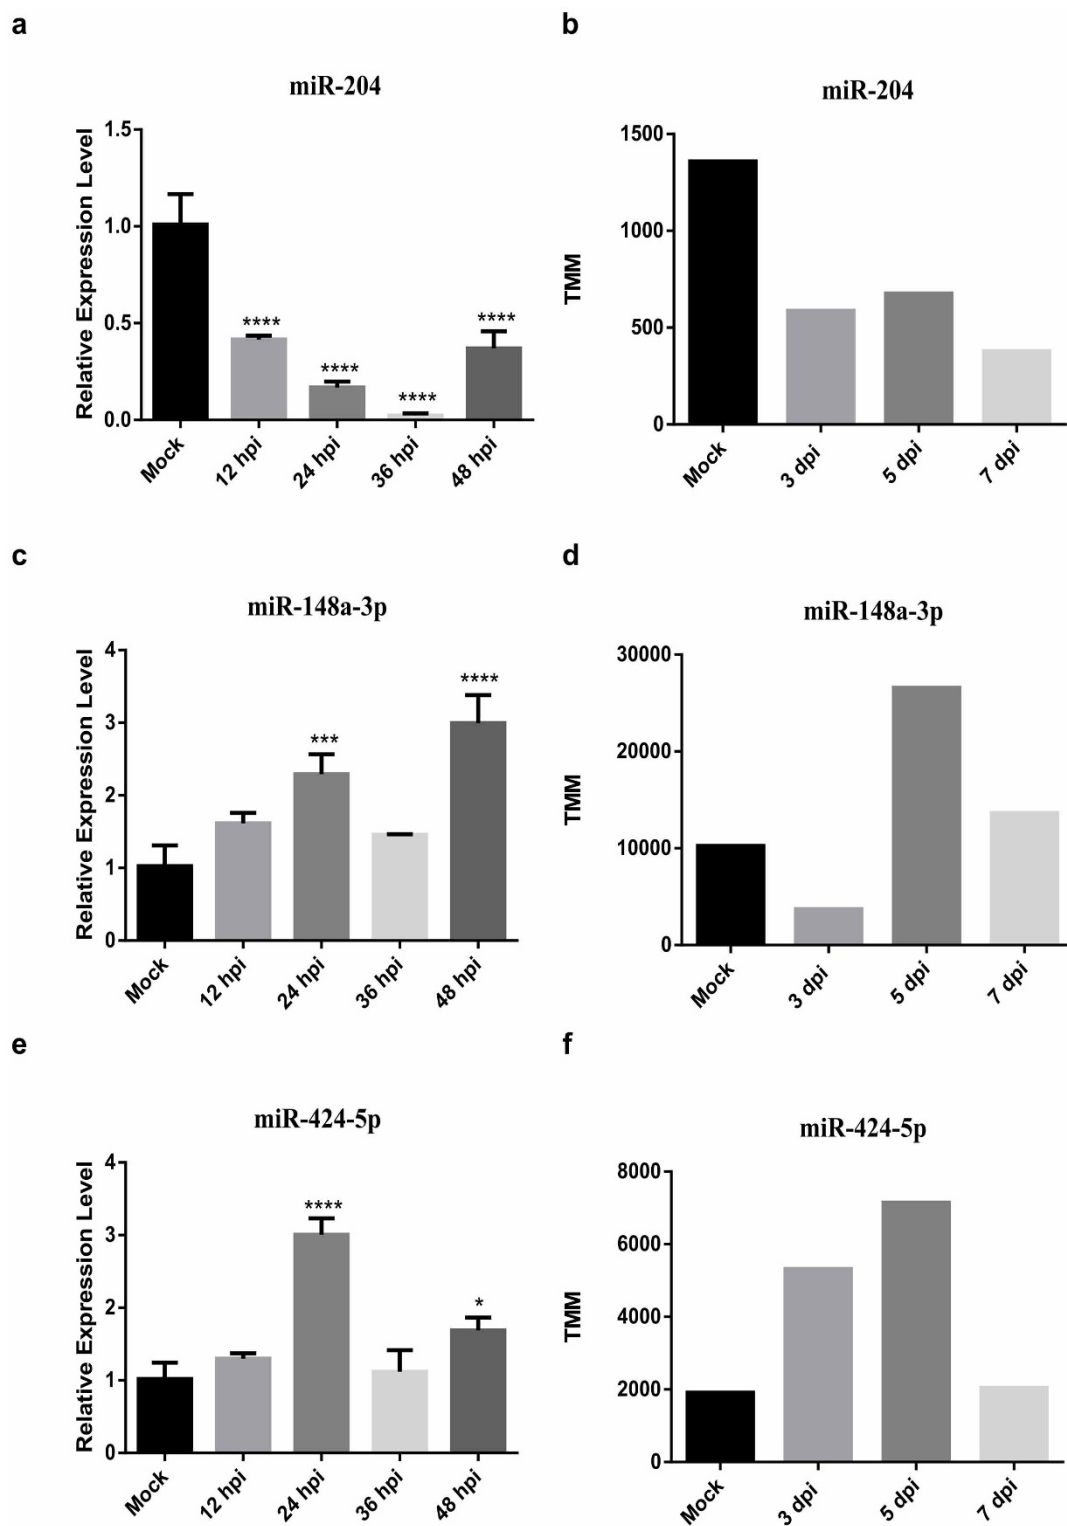 a
miR-204
Relative Expression Level
1.5
1.0
0.5
0.0
****
****
****
****
Mock
12 hpi
24 hpi
36 hpi
48 hpi
b
miR-204
TMM
1500
1000
500
0
Mock
3 dpi
5 dpi
7 dpi
c
miR-148a-3p
Relative Expression Level
4
3
2
1
0
***
****
Mock
12 hpi
24 hpi
36 hpi
48 hpi
d
miR-148a-3p
TMM
30000
20000
10000
0
Mock
3 dpi
5 dpi
7 dpi
e
miR-424-5p
Relative Expression Level
4
3
2
1
0
****
*
Mock
12 hpi
24 hpi
36 hpi
48 hpi
f
miR-424-5p
TMM
8000
6000
4000
2000
0
Mock
3 dpi
5 dpi
7 dpi